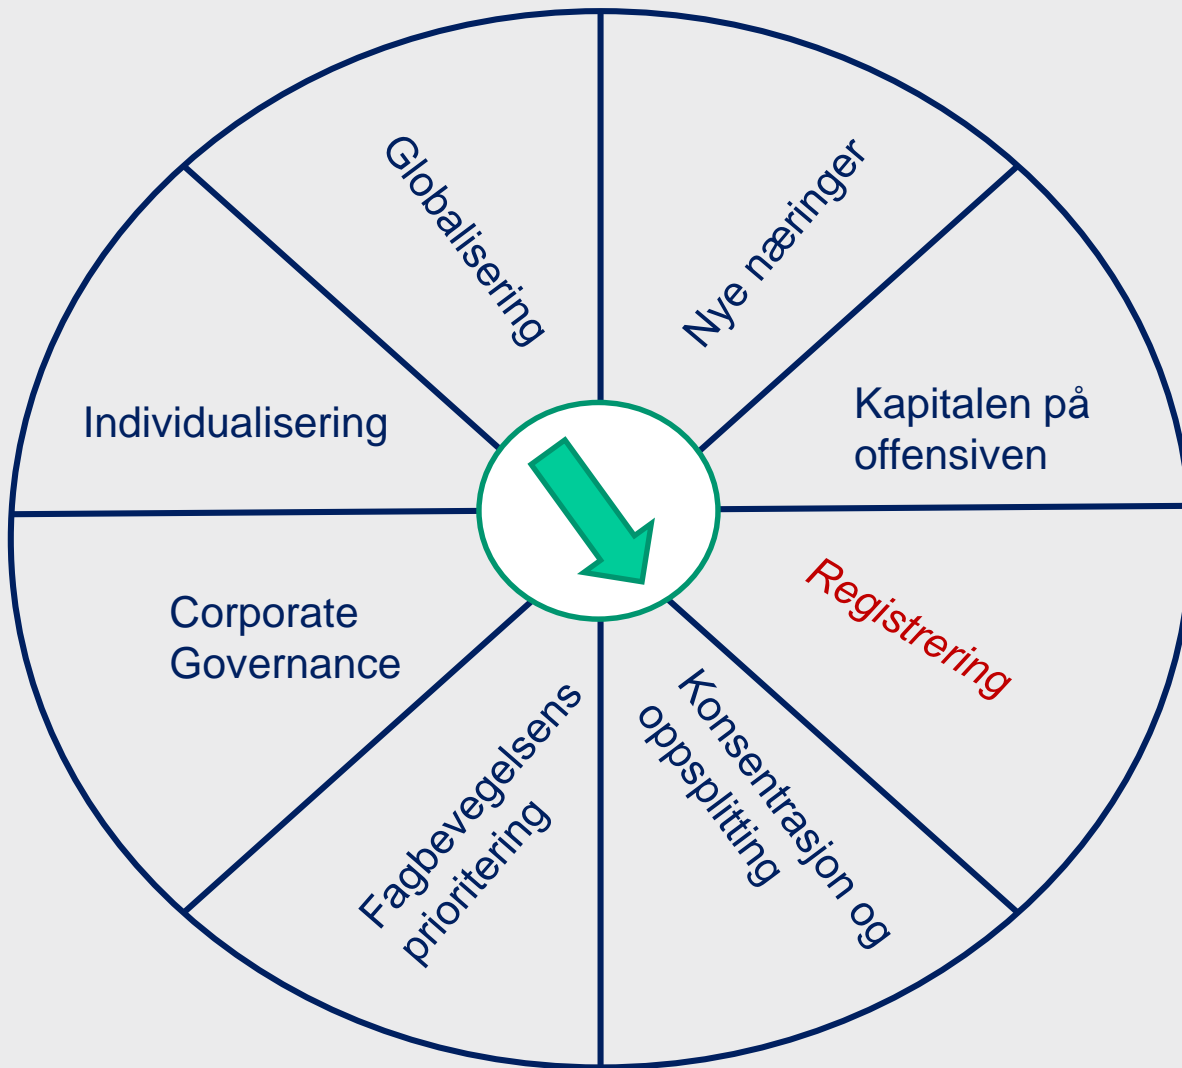 Globalisering
Nye næringer
Individualisering
Kapitalen på
offensiven
Corporate
Governance
Registrering
Fagbevegelsens
prioritering
Konsentrasjon og
oppsplitting